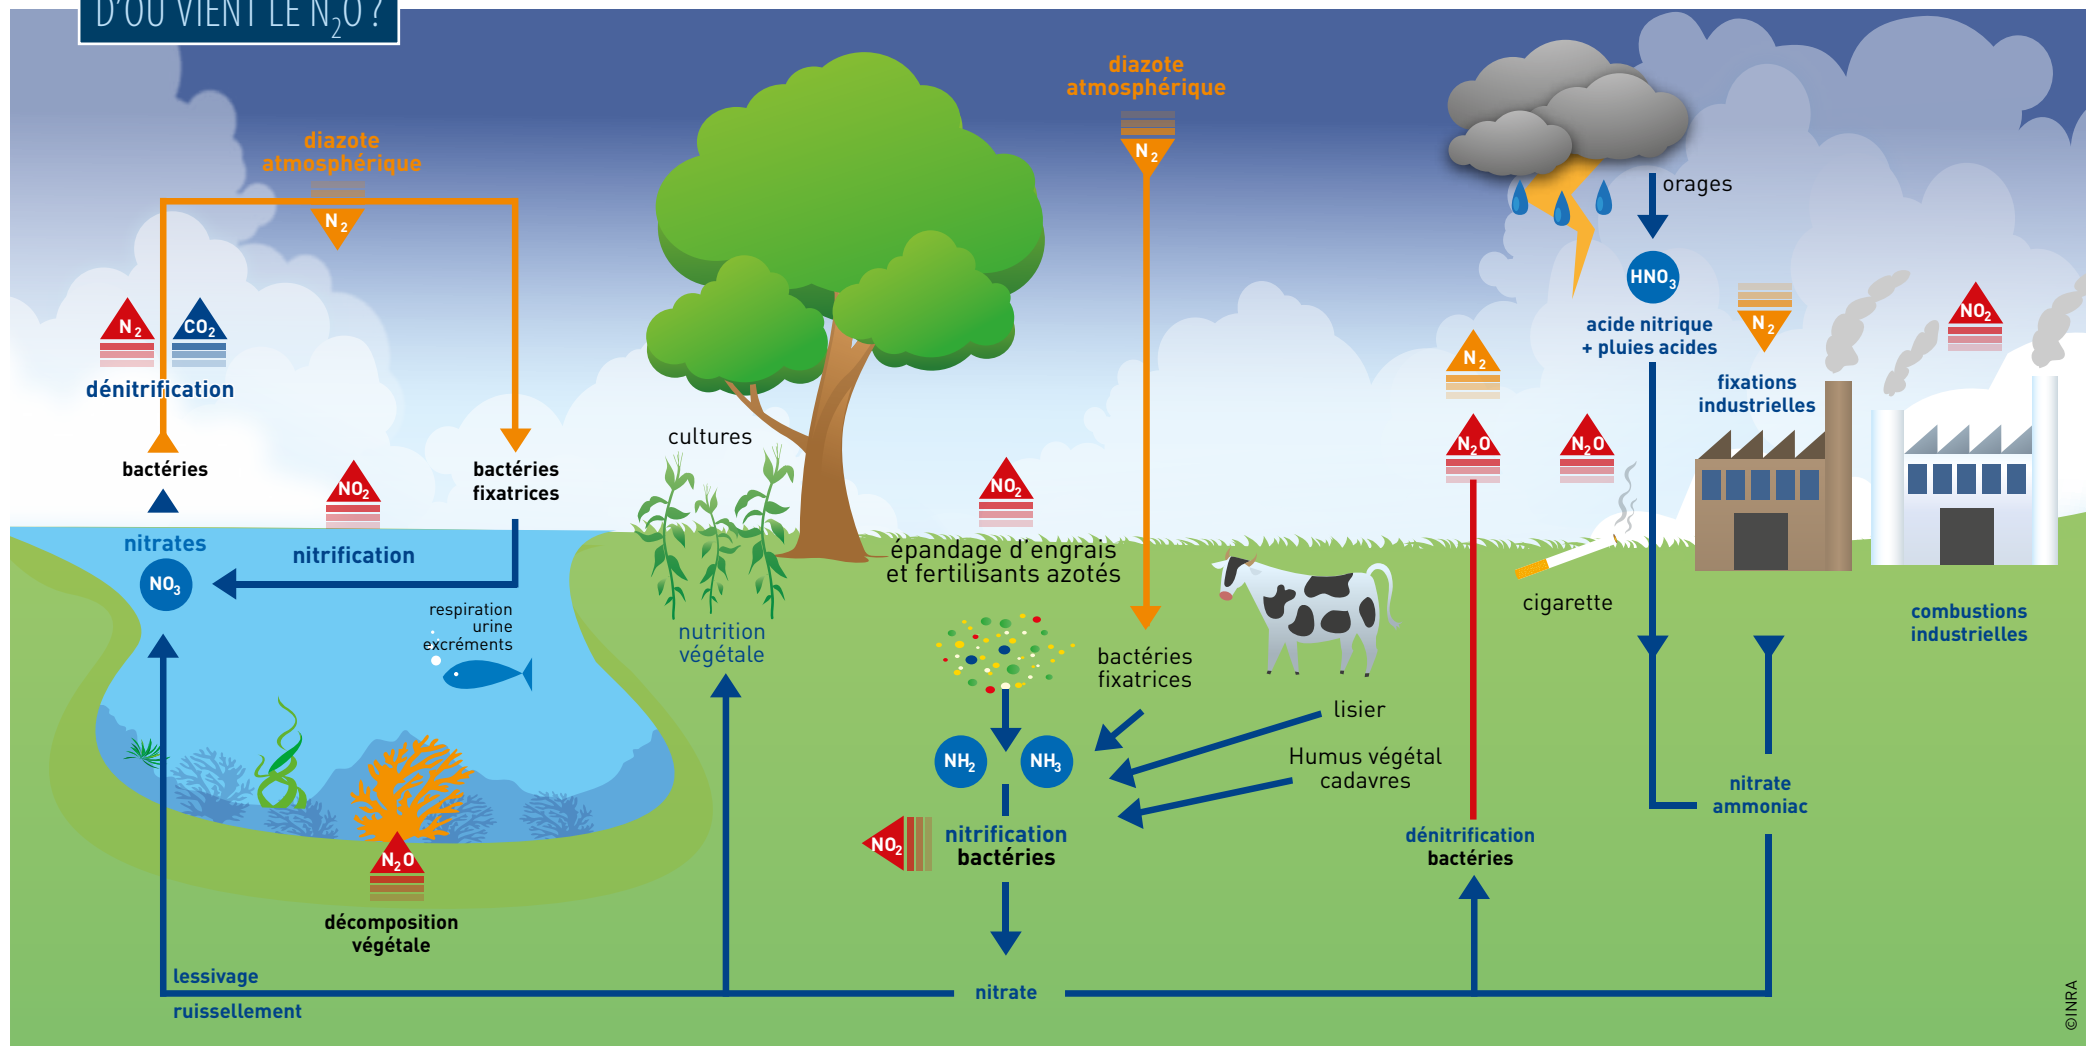 D'OÙ VIENT LE N₂O ?
diazote
atmosphérique
N₂
N₂
CO₂
dénitrification
bactéries
nitrates
NO₃
NO₂
nitrification
bactéries
fixatrices
respiration
urine
excréments
N₂O
décomposition
végétale
lessivage
ruissellement
cultures
nutrition
végétale
diazote
atmosphérique
N₂
NO₂
épandage d'engrais
et fertilisants azotés
bactéries
fixatrices
NH₂
NH₃
lisier
Humus végétal
cadavres
NO₂
nitrification
bactéries
nitrate
orages
HNO₃
acide nitrique
+ pluies acides
N₂
N₂O
N₂O
cigarette
dénitrification
bactéries
N₂
fixations
industrielles
NO₂
combustions
industrielles
nitrate
ammoniac
©INRA